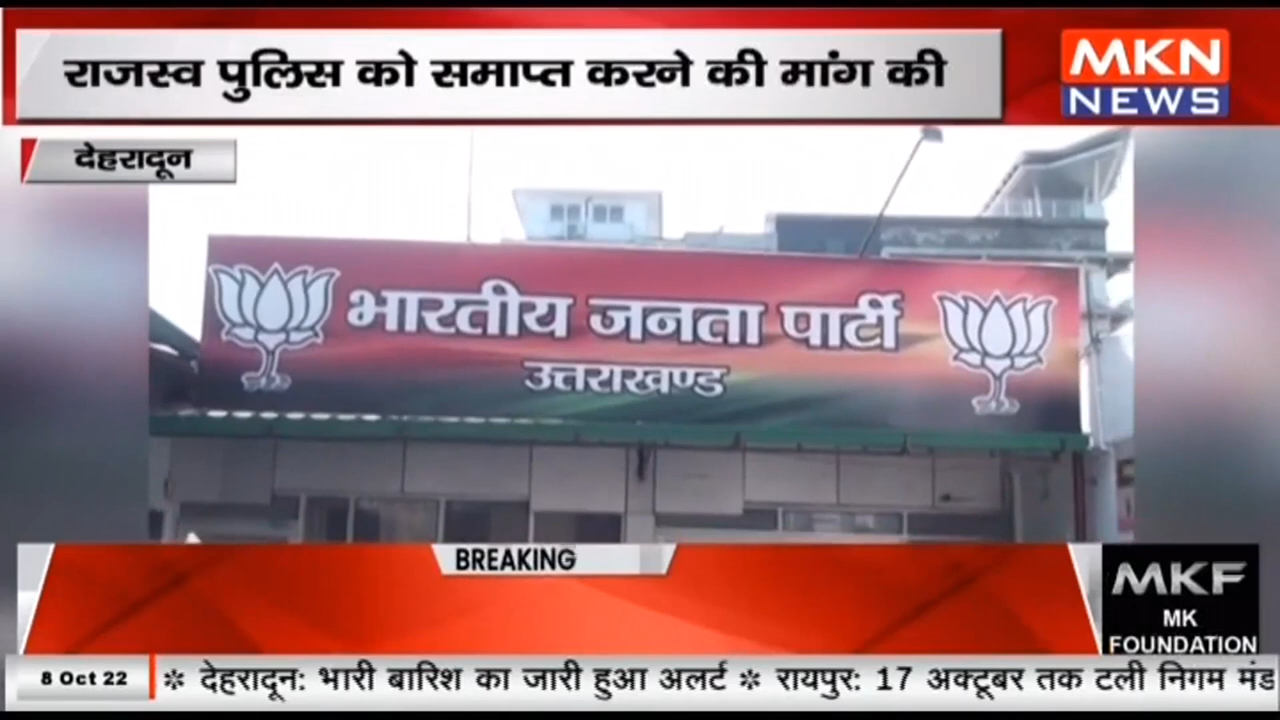 राजस्व पुलिस को समाप्त करने की मांग की
MKN
NEWS
देहरादून
भारतीय जनता पार्टी
उत्तराखण्ड
BREAKING
MKF
MK
FOUNDATION
8 Oct 22 * देहरादून: भारी बारिश का जारी हुआ अलर्ट * रायपुर: 17 अक्टूबर तक टली निगम मंड